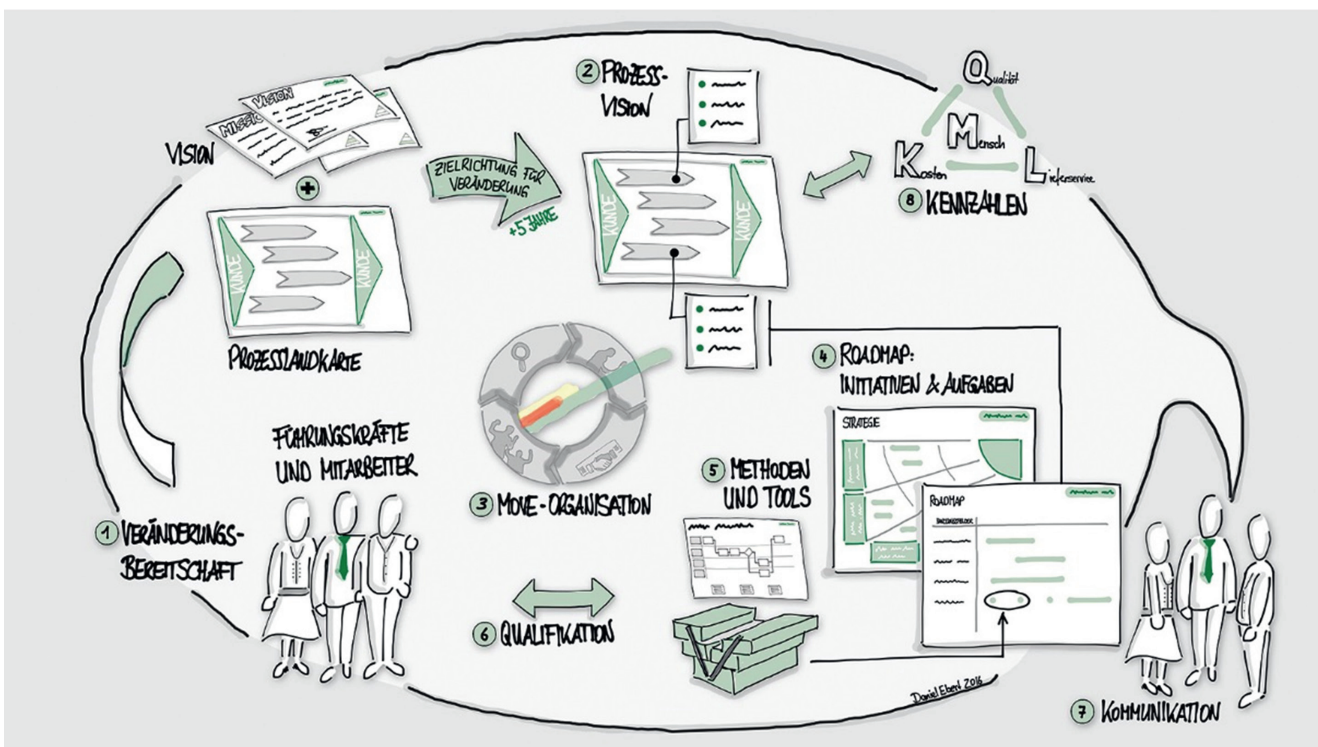 VISION
MISSION
VISION
PROZESSLANDKARTE
KUNDE
KUNDE
ZIELRICHTUNG FÜR
VERÄNDERUNG
+5 JAHRE
2 PROZESS-
VISION
KUNDE
KUNDE
Qualität
Mensch
Kosten
Lieferservice
8 KENNZAHLEN
FÜHRUNGSKRÄFTE
UND MITARBEITER
1 VERÄNDERUNGS-
BEREITSCHAFT
3 MOVE-ORGANISATION
4 ROADMAP:
INITIATIVEN & AUFGABEN
STRATEGIE
ROADMAP
5 METHODEN
UND TOOLS
6 QUALIFIKATION
Daniel Ebert 2016
7 KOMMUNIKATION